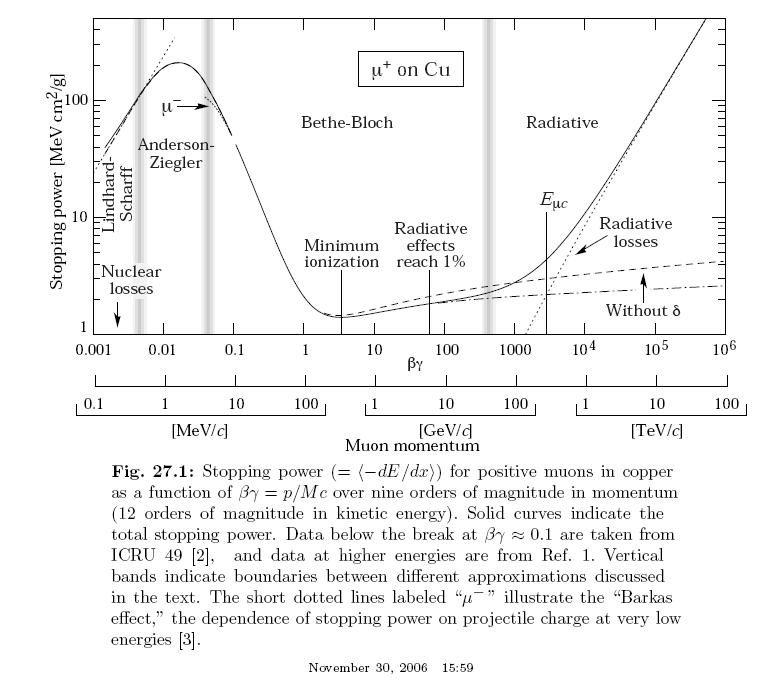 Stopping power [MeV cm²/g]
μ⁺ on Cu
100
10
1
μ⁻
Bethe-Bloch
Radiative
Anderson-
Ziegler
Lindhard-
Scharff
Eμc
Radiative
losses
Radiative
effects
reach 1%
Minimum
ionization
Nuclear
losses
Without δ
0.001 0.01 0.1 1 10 100 1000 10⁴ 10⁵ 10⁶
βγ
0.1 1 10 100 1 10 100 1 10 100
[MeV/c] [GeV/c] [TeV/c]
Muon momentum
Fig. 27.1: Stopping power (= ⟨−dE/dx⟩) for positive muons in copper
as a function of βγ = p/Mc over nine orders of magnitude in momentum
(12 orders of magnitude in kinetic energy). Solid curves indicate the
total stopping power. Data below the break at βγ ≈ 0.1 are taken from
ICRU 49 [2], and data at higher energies are from Ref. 1. Vertical
bands indicate boundaries between different approximations discussed
in the text. The short dotted lines labeled “μ⁻” illustrate the “Barkas
effect,” the dependence of stopping power on projectile charge at very low
energies [3].
November 30, 2006 15:59